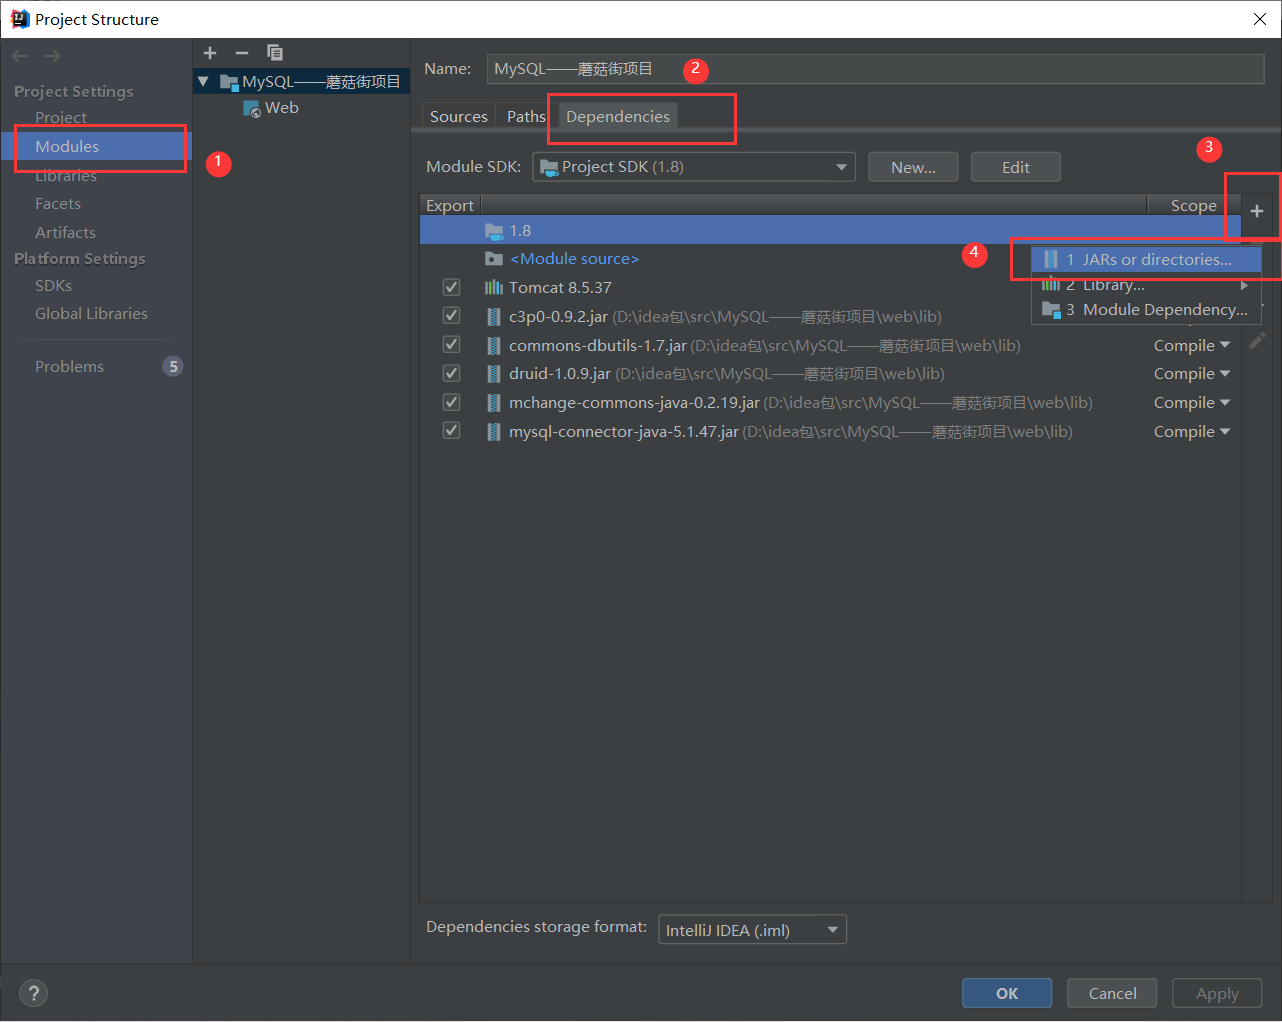 Project Structure
Project Settings
Project
Modules
Libraries
Facets
Artifacts
Platform Settings
SDKs
Global Libraries
Problems 5
1
MySQL——蘑菇街项目
Web
Name: MySQL——蘑菇街项目
2
Sources Paths Dependencies
3
Module SDK: Project SDK (1.8) New... Edit
Export Scope
1.8
4
<Module source>
1 JARs or directories...
2 Library...
3 Module Dependency...
Tomcat 8.5.37
c3p0-0.9.2.jar (D:\idea包\src\MySQL——蘑菇街项目\web\lib)
commons-dbutils-1.7.jar (D:\idea包\src\MySQL——蘑菇街项目\web\lib) Compile
druid-1.0.9.jar (D:\idea包\src\MySQL——蘑菇街项目\web\lib) Compile
mchange-commons-java-0.2.19.jar (D:\idea包\src\MySQL——蘑菇街项目\web\lib) Compile
mysql-connector-java-5.1.47.jar (D:\idea包\src\MySQL——蘑菇街项目\web\lib) Compile
Dependencies storage format: IntelliJ IDEA (.iml)
? OK Cancel Apply